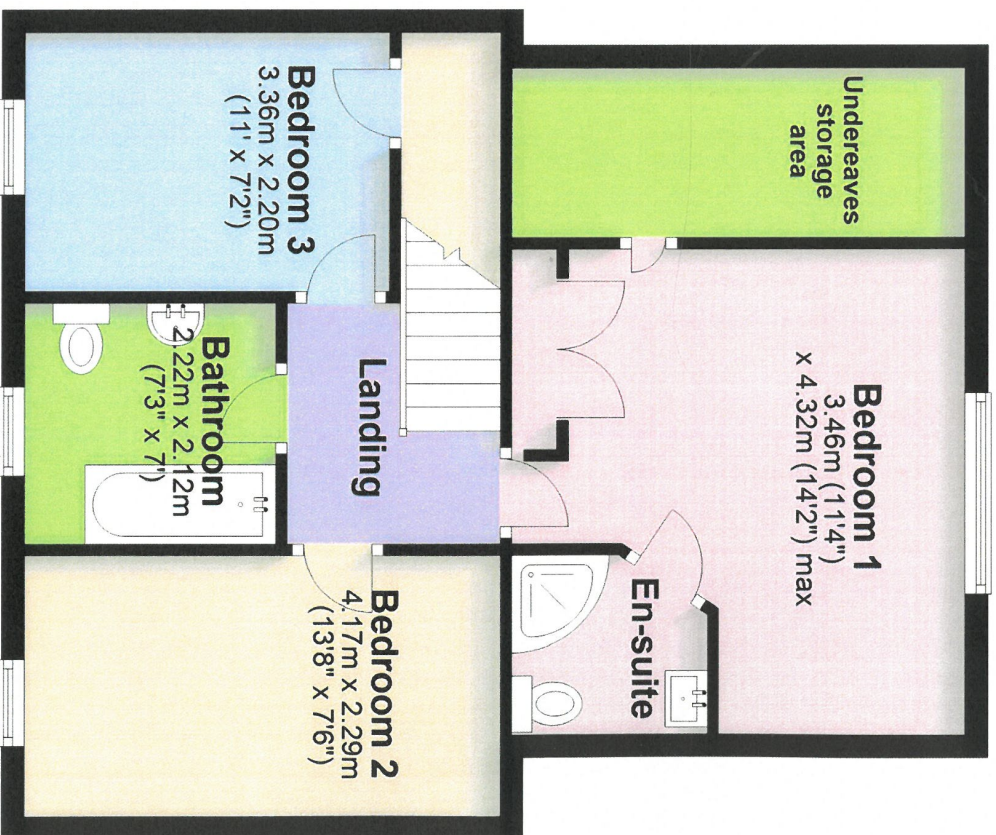 Undereaves
storage
area
Bedroom 1
3.46m (11'4")
x 4.32m (14'2") max
En-suite
Bedroom 3
3.36m x 2.20m
(11' x 7'2")
Landing
Bathroom
2.22m x 2.12m
(7'3" x 7')
Bedroom 2
4.17m x 2.29m
(13'8" x 7'6")